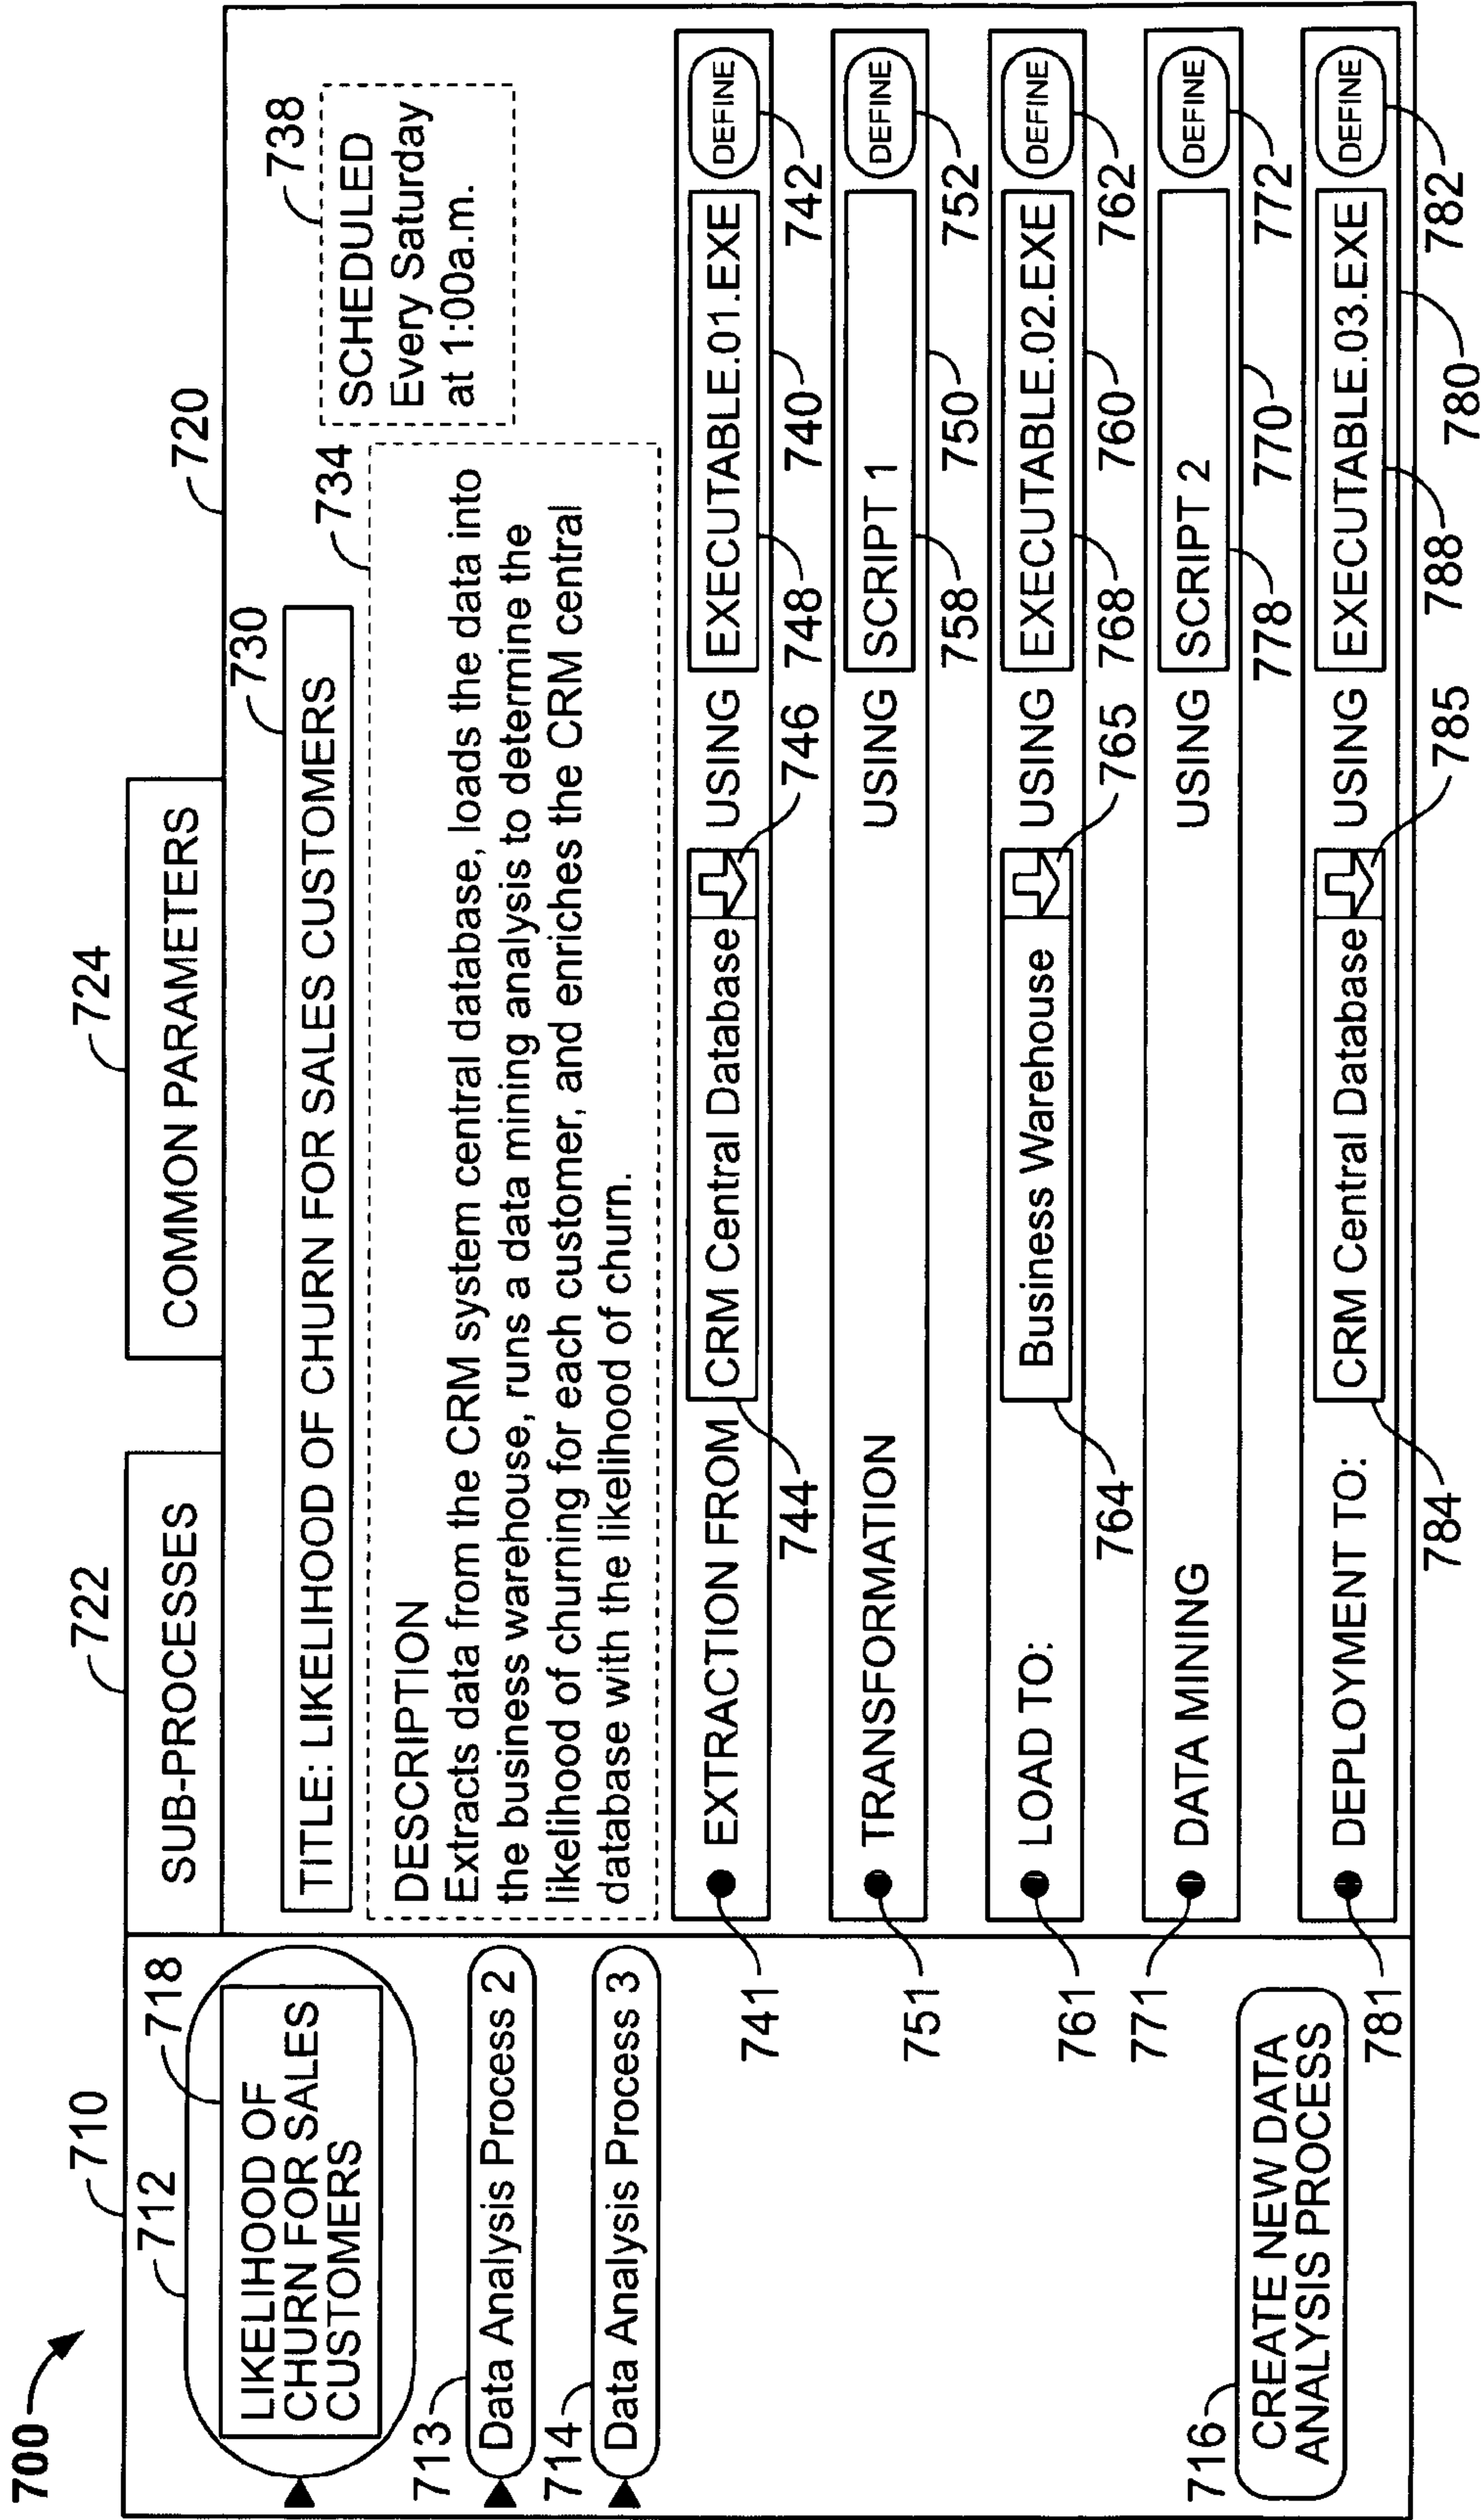 700
710
712
718
LIKELIHOOD OF
CHURN FOR SALES
CUSTOMERS
713
Data Analysis Process 2
714
Data Analysis Process 3
716
CREATE NEW DATA
ANALYSIS PROCESS
722
SUB-PROCESSES
724
COMMON PARAMETERS
720
730
TITLE: LIKELIHOOD OF CHURN FOR SALES CUSTOMERS
734
738
SCHEDULED
Every Saturday
at 1:00a.m.
DESCRIPTION
Extracts data from the CRM system central database, loads the data into
the business warehouse, runs a data mining analysis to determine the
likelihood of churning for each customer, and enriches the CRM central
database with the likelihood of churn.
EXTRACTION FROM CRM Central Database USING EXECUTABLE.01.EXE DEFINE
741 744 746 748 740 742
TRANSFORMATION USING SCRIPT 1 DEFINE
751 758 750 752
LOAD TO: Business Warehouse USING EXECUTABLE.02.EXE DEFINE
761 764 765 768 760 762
DATA MINING USING SCRIPT 2 DEFINE
771 778 770 772
DEPLOYMENT TO: CRM Central Database USING EXECUTABLE.03.EXE DEFINE
781 784 785 788 780 782